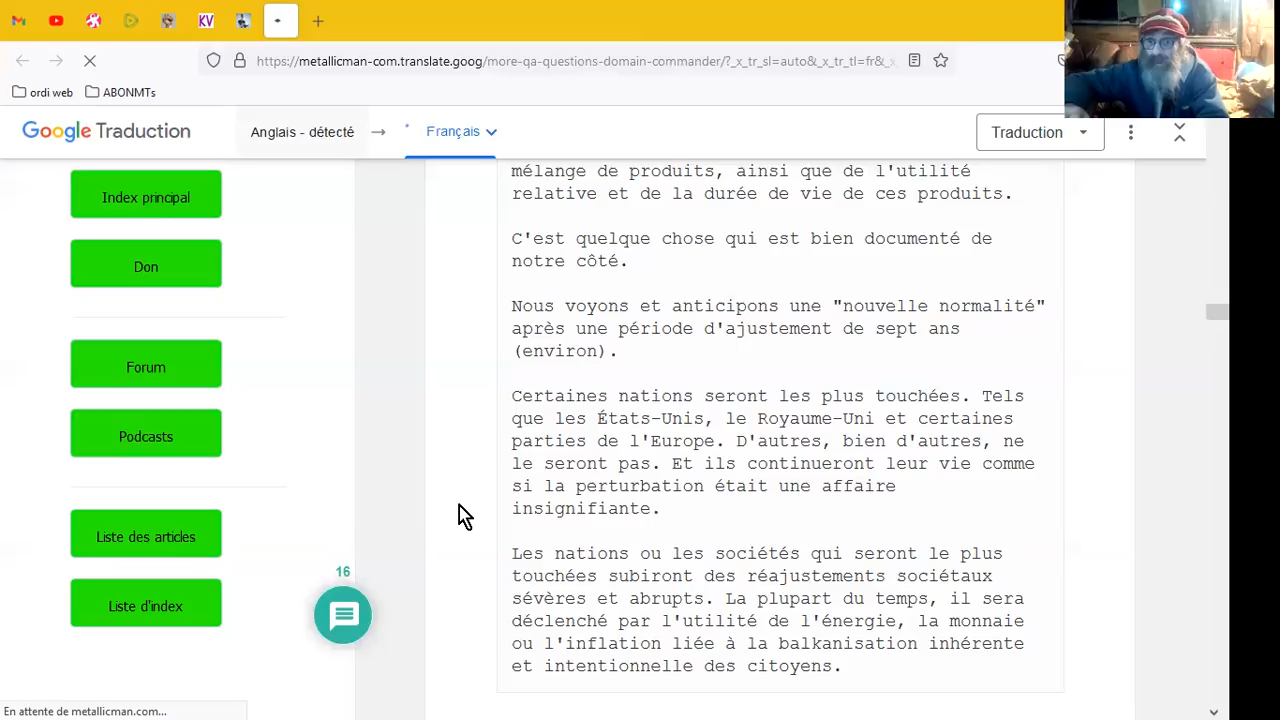 KV
https://metallicman-com.translate.goog/more-qa-questions-domain-commander/?_x_tr_sl=auto&_x_tr_tl=fr&_x_
ordi web
ABONMTs
Google Traduction
Anglais - détecté
Français
Traduction
Index principal
Don
Forum
Podcasts
Liste des articles
Liste d'index
16
mélange de produits, ainsi que de l'utilité
relative et de la durée de vie de ces produits.
C'est quelque chose qui est bien documenté de
notre côté.
Nous voyons et anticipons une "nouvelle normalité"
après une période d'ajustement de sept ans
(environ).
Certaines nations seront les plus touchées. Tels
que les États-Unis, le Royaume-Uni et certaines
parties de l'Europe. D'autres, bien d'autres, ne
le seront pas. Et ils continueront leur vie comme
si la perturbation était une affaire
insignifiante.
Les nations ou les sociétés qui seront le plus
touchées subiront des réajustements sociétaux
sévères et abrupts. La plupart du temps, il sera
déclenché par l'utilité de l'énergie, la monnaie
ou l'inflation liée à la balkanisation inhérente
et intentionnelle des citoyens.
En attente de metallicman.com...